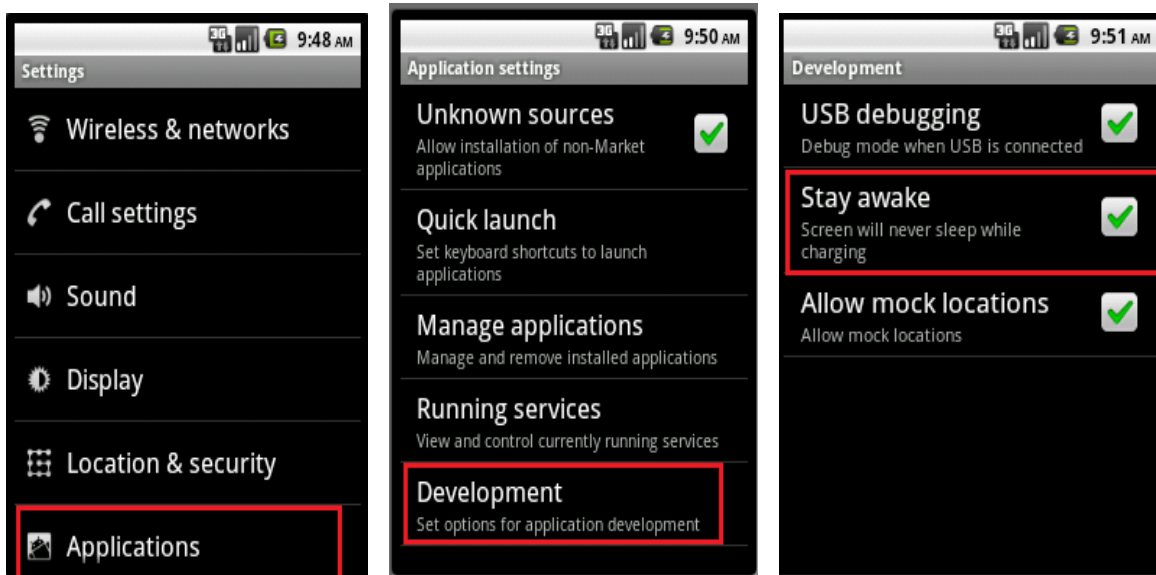 3G 9:48 AM
Settings
Wireless & networks
Call settings
Sound
Display
Location & security
Applications
3G 9:50 AM
Application settings
Unknown sources
Allow installation of non-Market
applications
Quick launch
Set keyboard shortcuts to launch
applications
Manage applications
Manage and remove installed applications
Running services
View and control currently running services
Development
Set options for application development
3G 9:51 AM
Development
USB debugging
Debug mode when USB is connected
Stay awake
Screen will never sleep while
charging
Allow mock locations
Allow mock locations